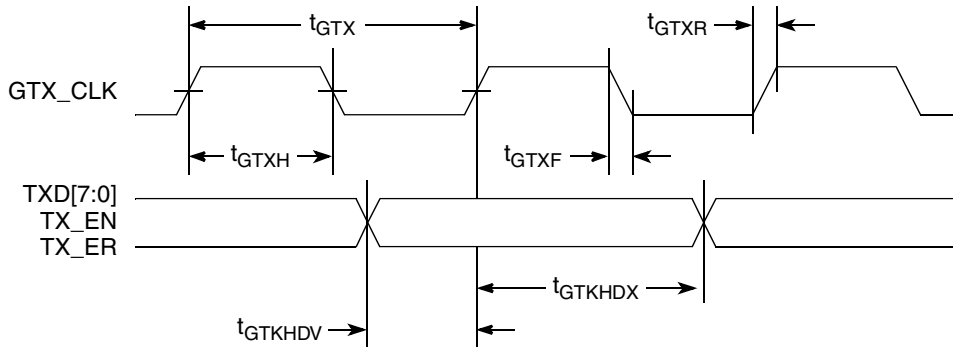 tGTX
tGTXR
GTX_CLK
tGTXH
tGTXF
TXD[7:0]
TX_EN
TX_ER
tGTKHDX
tGTKHDV